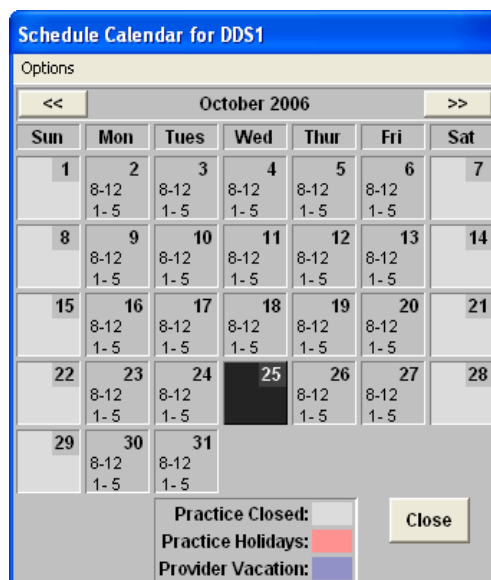 Schedule Calendar for DDS1
Options
<< October 2006 >>
Sun Mon Tues Wed Thur Fri Sat
1 2 3 4 5 6 7
8-12 8-12 8-12 8-12 8-12
1- 5 1- 5 1- 5 1- 5 1- 5
8 9 10 11 12 13 14
8-12 8-12 8-12 8-12 8-12
1- 5 1- 5 1- 5 1- 5 1- 5
15 16 17 18 19 20 21
8-12 8-12 8-12 8-12 8-12
1- 5 1- 5 1- 5 1- 5 1- 5
22 23 24 25 26 27 28
8-12 8-12 8-12 8-12
1- 5 1- 5 1- 5 1- 5
29 30 31
8-12 8-12
1- 5 1- 5
Practice Closed:
Close
Practice Holidays:
Provider Vacation: